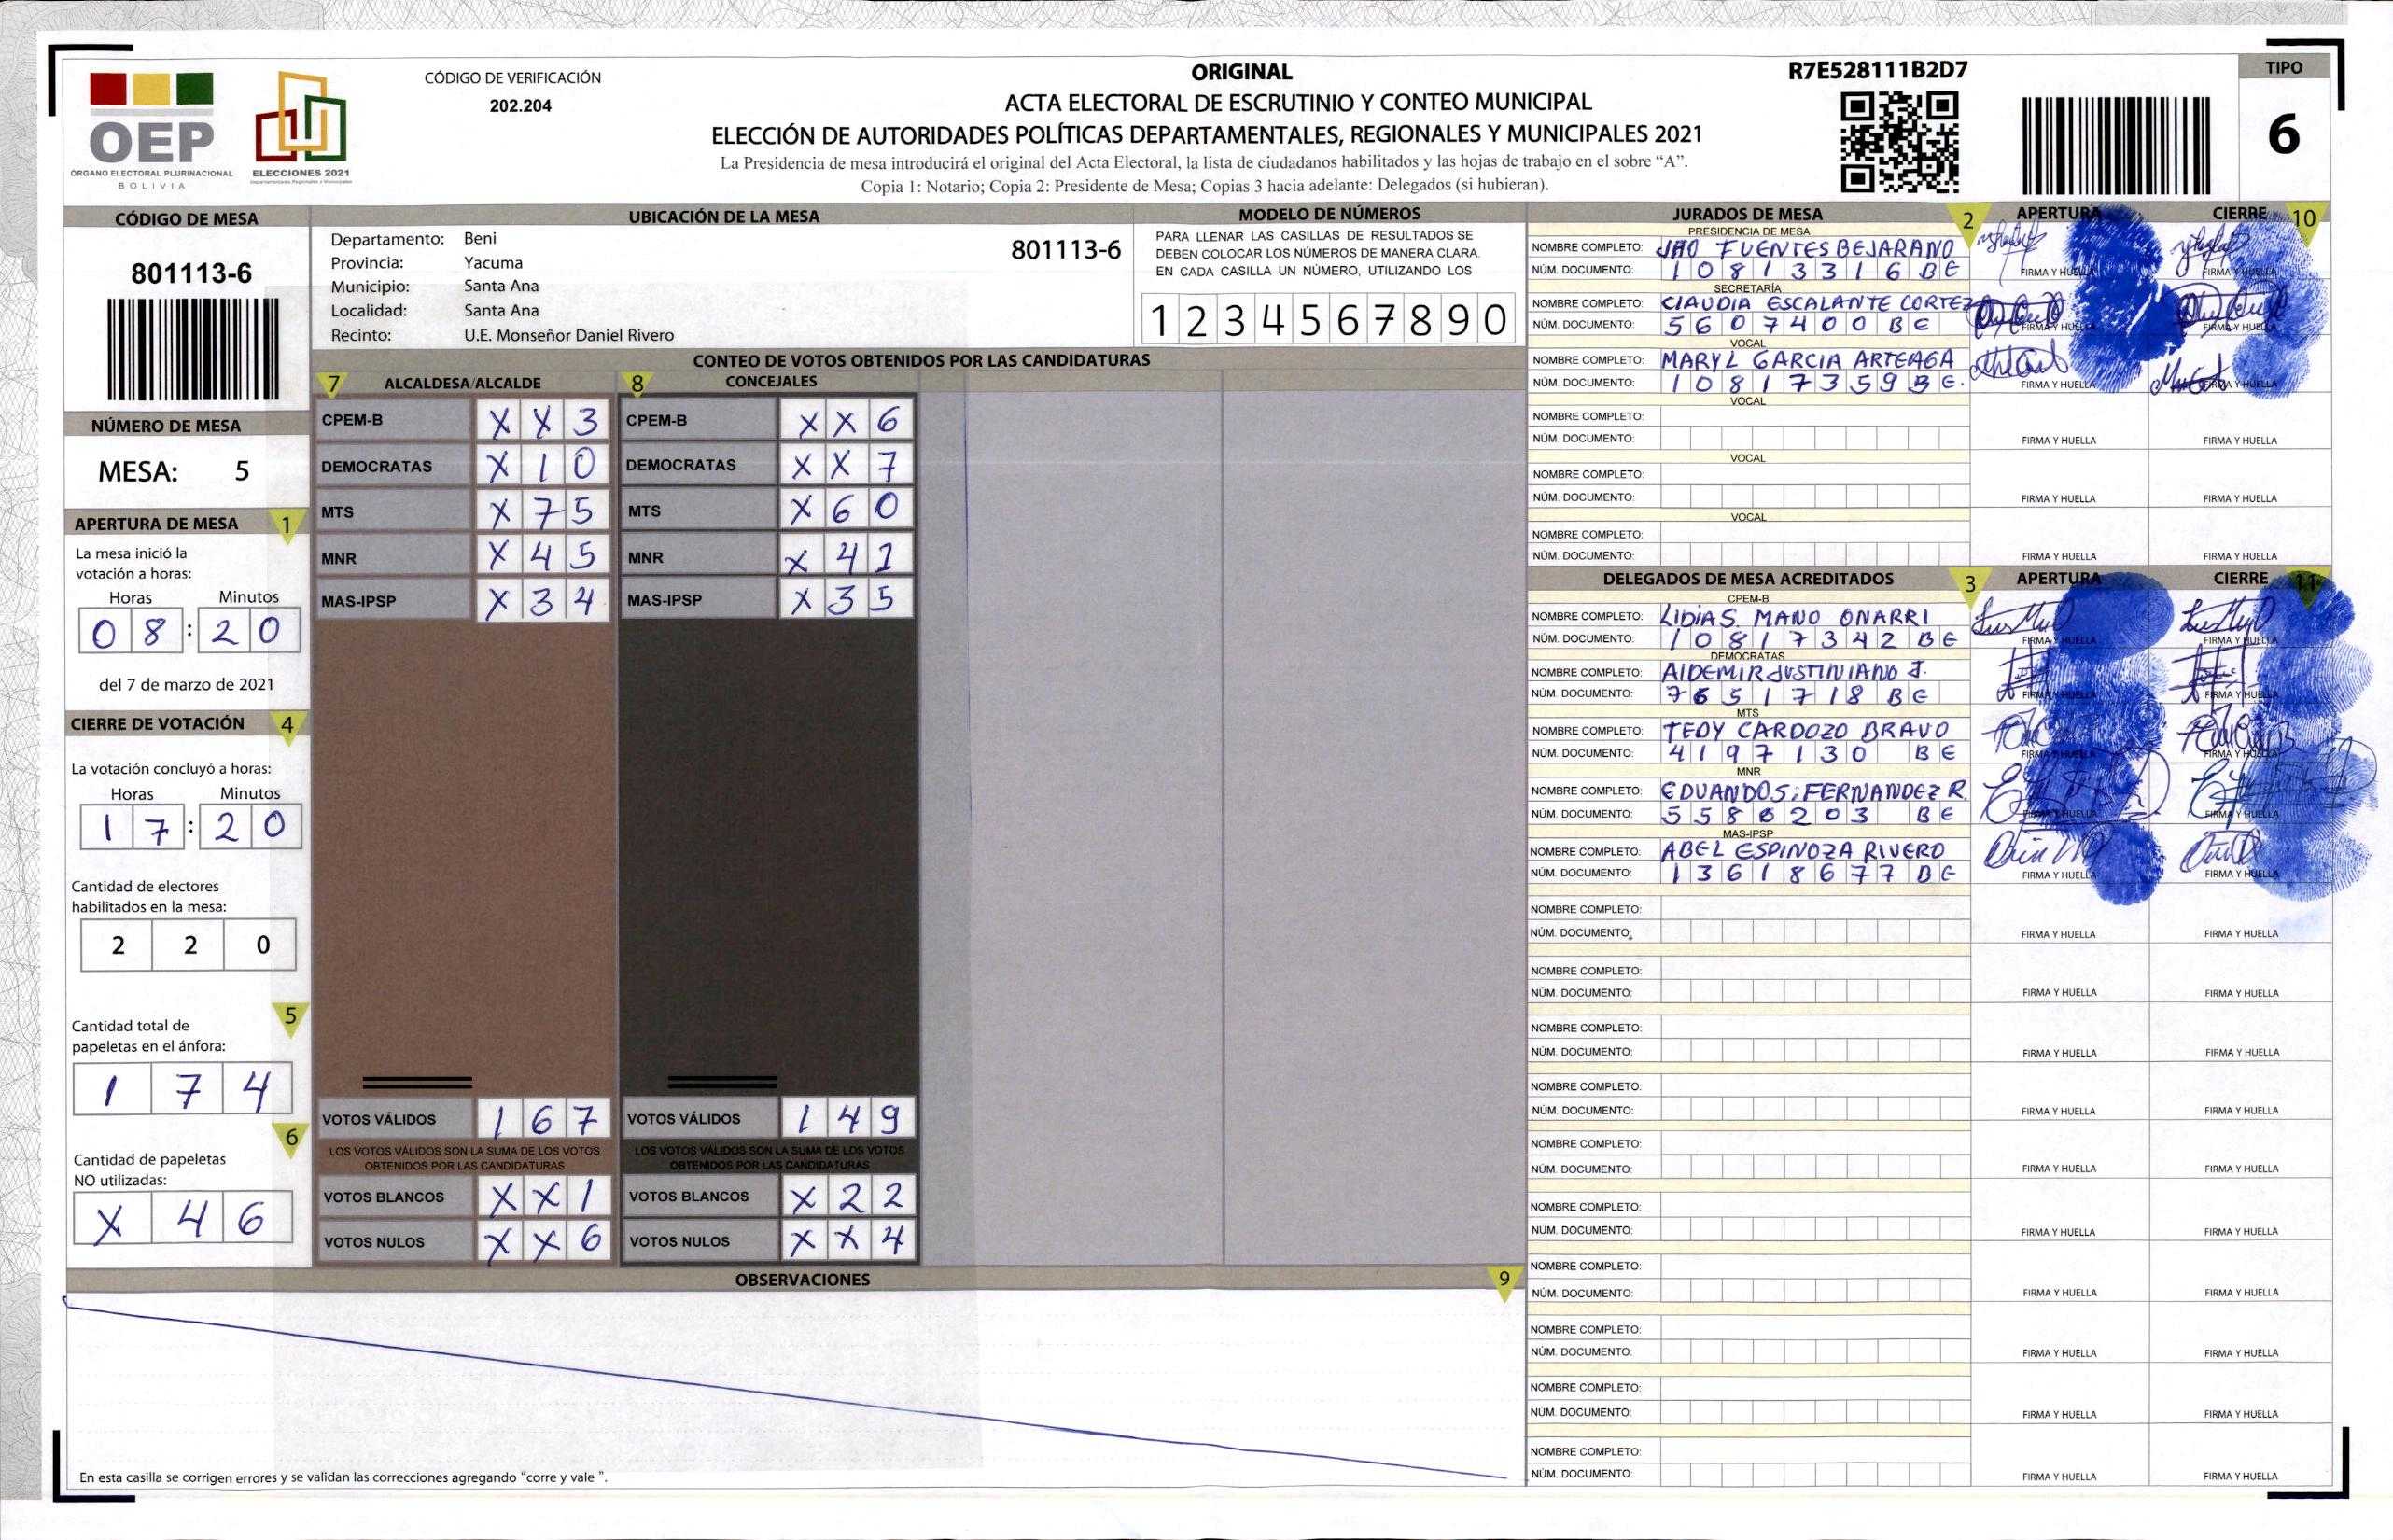 OEP
ÓRGANO ELECTORAL PLURINACIONAL
BOLIVIA
ELECCIONES 2021
CÓDIGO DE VERIFICACIÓN
202.204
ORIGINAL
ACTA ELECTORAL DE ESCRUTINIO Y CONTEO MUNICIPAL
ELECCIÓN DE AUTORIDADES POLÍTICAS DEPARTAMENTALES, REGIONALES Y MUNICIPALES 2021
La Presidencia de mesa introducirá el original del Acta Electoral, la lista de ciudadanos habilitados y las hojas de trabajo en el sobre “A”.
Copia 1: Notario; Copia 2: Presidente de Mesa; Copias 3 hacia adelante: Delegados (si hubieran).
R7E528111B2D7
TIPO
6
CÓDIGO DE MESA
801113-6
NÚMERO DE MESA
MESA: 5
APERTURA DE MESA 1
La mesa inició la
votación a horas:
Horas Minutos
08:20
del 7 de marzo de 2021
CIERRE DE VOTACIÓN 4
La votación concluyó a horas:
Horas Minutos
17:20
Cantidad de electores
habilitados en la mesa:
2 2 0
5
Cantidad total de
papeletas en el ánfora:
1 7 4
6
Cantidad de papeletas
NO utilizadas:
X 4 6
UBICACIÓN DE LA MESA
Departamento: Beni
801113-6
Provincia: Yacuma
Municipio: Santa Ana
Localidad: Santa Ana
Recinto: U.E. Monseñor Daniel Rivero
MODELO DE NÚMEROS
PARA LLENAR LAS CASILLAS DE RESULTADOS SE
DEBEN COLOCAR LOS NÚMEROS DE MANERA CLARA.
EN CADA CASILLA UN NÚMERO, UTILIZANDO LOS
1 2 3 4 5 6 7 8 9 0
CONTEO DE VOTOS OBTENIDOS POR LAS CANDIDATURAS
7 ALCALDESA/ALCALDE 8 CONCEJALES
CPEM-B X X 3 CPEM-B X X 6
DEMOCRATAS X 1 0 DEMOCRATAS X X 7
MTS X 7 5 MTS X 6 0
MNR X 4 5 MNR X 4 1
MAS-IPSP X 3 4 MAS-IPSP X 3 5
VOTOS VÁLIDOS 1 6 7 VOTOS VÁLIDOS 1 4 9
LOS VOTOS VÁLIDOS SON LA SUMA DE LOS VOTOS LOS VOTOS VÁLIDOS SON LA SUMA DE LOS VOTOS
OBTENIDOS POR LAS CANDIDATURAS OBTENIDOS POR LAS CANDIDATURAS
VOTOS BLANCOS X X 1 VOTOS BLANCOS X 2 2
VOTOS NULOS X X 6 VOTOS NULOS X X 4
OBSERVACIONES 9
En esta casilla se corrigen errores y se validan las correcciones agregando “corre y vale ”.
JURADOS DE MESA 2 APERTURA CIERRE 10
PRESIDENCIA DE MESA
NOMBRE COMPLETO: JHO FUENTES BEJARANO
NÚM. DOCUMENTO: 10813316 BE FIRMA Y HUELLA FIRMA Y HUELLA
SECRETARÍA
NOMBRE COMPLETO: CLAUDIA ESCALANTE CORTEZ
NÚM. DOCUMENTO: 5607400 BE FIRMA Y HUELLA FIRMA Y HUELLA
VOCAL
NOMBRE COMPLETO: MARYL GARCIA ARTEAGA
NÚM. DOCUMENTO: 10817359 BE. FIRMA Y HUELLA FIRMA Y HUELLA
VOCAL
NOMBRE COMPLETO:
NÚM. DOCUMENTO: FIRMA Y HUELLA FIRMA Y HUELLA
VOCAL
NOMBRE COMPLETO:
NÚM. DOCUMENTO: FIRMA Y HUELLA FIRMA Y HUELLA
VOCAL
NOMBRE COMPLETO:
NÚM. DOCUMENTO: FIRMA Y HUELLA FIRMA Y HUELLA
DELEGADOS DE MESA ACREDITADOS 3 APERTURA CIERRE 11
CPEM-B
NOMBRE COMPLETO: LIDIA S. MANO ONARRI
NÚM. DOCUMENTO: 10817342 BE FIRMA Y HUELLA FIRMA Y HUELLA
DEMOCRATAS
NOMBRE COMPLETO: AIDEMIR JUSTINIANO J.
NÚM. DOCUMENTO: 7651718 BE FIRMA Y HUELLA FIRMA Y HUELLA
MTS
NOMBRE COMPLETO: TEDY CARDOZO BRAVO
NÚM. DOCUMENTO: 4197130 BE FIRMA Y HUELLA FIRMA Y HUELLA
MNR
NOMBRE COMPLETO: EDUANDO S. FERNANDEZ R.
NÚM. DOCUMENTO: 5586203 BE FIRMA Y HUELLA FIRMA Y HUELLA
MAS-IPSP
NOMBRE COMPLETO: ABEL ESPINOZA RIVERO
NÚM. DOCUMENTO: 13618677 BE FIRMA Y HUELLA FIRMA Y HUELLA
NOMBRE COMPLETO:
NÚM. DOCUMENTO: FIRMA Y HUELLA FIRMA Y HUELLA
NOMBRE COMPLETO:
NÚM. DOCUMENTO: FIRMA Y HUELLA FIRMA Y HUELLA
NOMBRE COMPLETO:
NÚM. DOCUMENTO: FIRMA Y HUELLA FIRMA Y HUELLA
NOMBRE COMPLETO:
NÚM. DOCUMENTO: FIRMA Y HUELLA FIRMA Y HUELLA
NOMBRE COMPLETO:
NÚM. DOCUMENTO: FIRMA Y HUELLA FIRMA Y HUELLA
NOMBRE COMPLETO:
NÚM. DOCUMENTO: FIRMA Y HUELLA FIRMA Y HUELLA
NOMBRE COMPLETO:
NÚM. DOCUMENTO: FIRMA Y HUELLA FIRMA Y HUELLA
NOMBRE COMPLETO:
NÚM. DOCUMENTO: FIRMA Y HUELLA FIRMA Y HUELLA
NOMBRE COMPLETO:
NÚM. DOCUMENTO: FIRMA Y HUELLA FIRMA Y HUELLA
NOMBRE COMPLETO:
NÚM. DOCUMENTO: FIRMA Y HUELLA FIRMA Y HUELLA